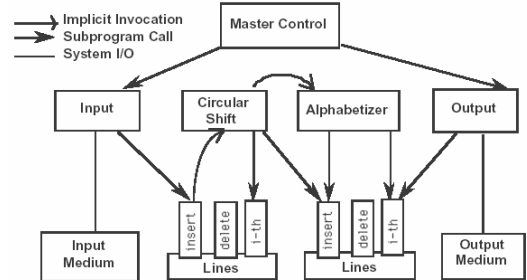 Implicit Invocation
Subprogram Call
System I/O
Master Control
Input
Circular
Shift
Alphabetizer
Output
insert
delete
i-th
insert
delete
i-th
Input
Medium
Lines
Lines
Output
Medium